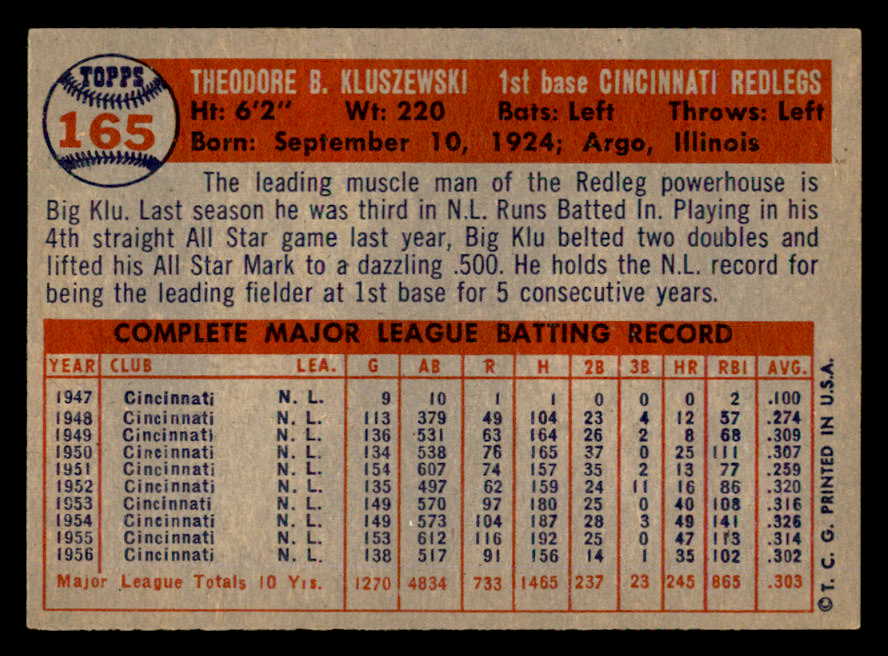 TOPPS
165
THEODORE B. KLUSZEWSKI 1st base CINCINNATI REDLEGS
Ht: 6'2" Wt: 220 Bats: Left Throws: Left
Born: September 10, 1924; Argo, Illinois
The leading muscle man of the Redleg powerhouse is
Big Klu. Last season he was third in N.L. Runs Batted In. Playing in his
4th straight All Star game last year, Big Klu belted two doubles and
lifted his All Star Mark to a dazzling .500. He holds the N.L. record for
being the leading fielder at 1st base for 5 consecutive years.
COMPLETE MAJOR LEAGUE BATTING RECORD
YEAR CLUB LEA. G AB R H 2B 3B HR RBI AVG.
1947 Cincinnati N. L. 9 10 1 1 0 0 0 2 .100
1948 Cincinnati N. L. 113 379 49 104 23 4 12 57 .274
1949 Cincinnati N. L. 136 531 63 164 26 2 8 68 .309
1950 Cincinnati N. L. 134 538 76 165 37 0 25 111 .307
1951 Cincinnati N. L. 154 607 74 157 35 2 13 77 .259
1952 Cincinnati N. L. 135 497 62 159 24 11 16 86 .320
1953 Cincinnati N. L. 149 570 97 180 25 0 40 108 .316
1954 Cincinnati N. L. 149 573 104 187 28 3 49 141 .326
1955 Cincinnati N. L. 153 612 116 192 25 0 47 113 .314
1956 Cincinnati N. L. 138 517 91 156 14 1 35 102 .302
Major League Totals 10 Yrs. 1270 4834 733 1465 237 23 245 865 .303
© T. C. G. PRINTED IN U.S.A.